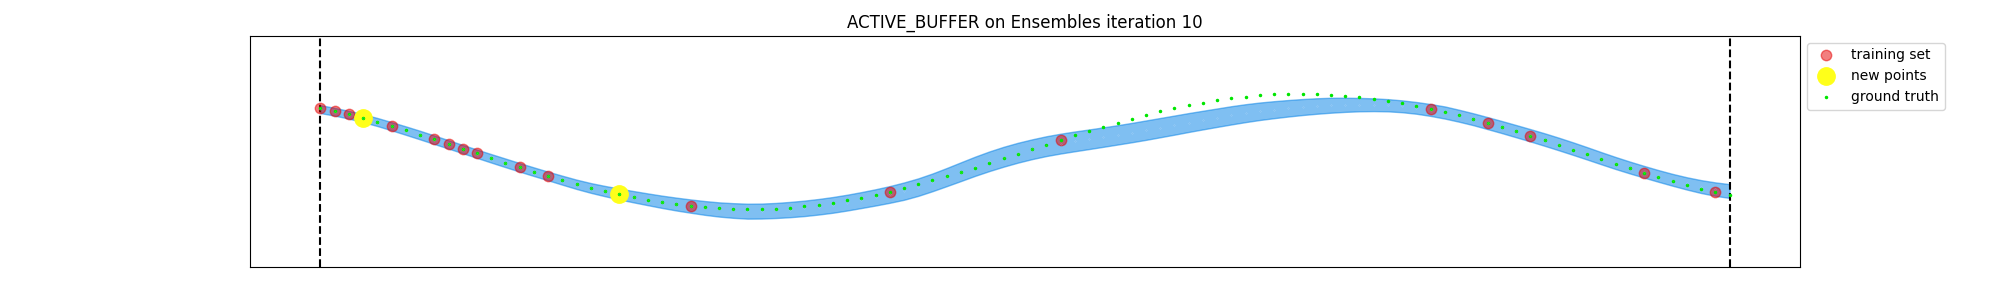 ACTIVE_BUFFER on Ensembles iteration 10
training set
new points
ground truth